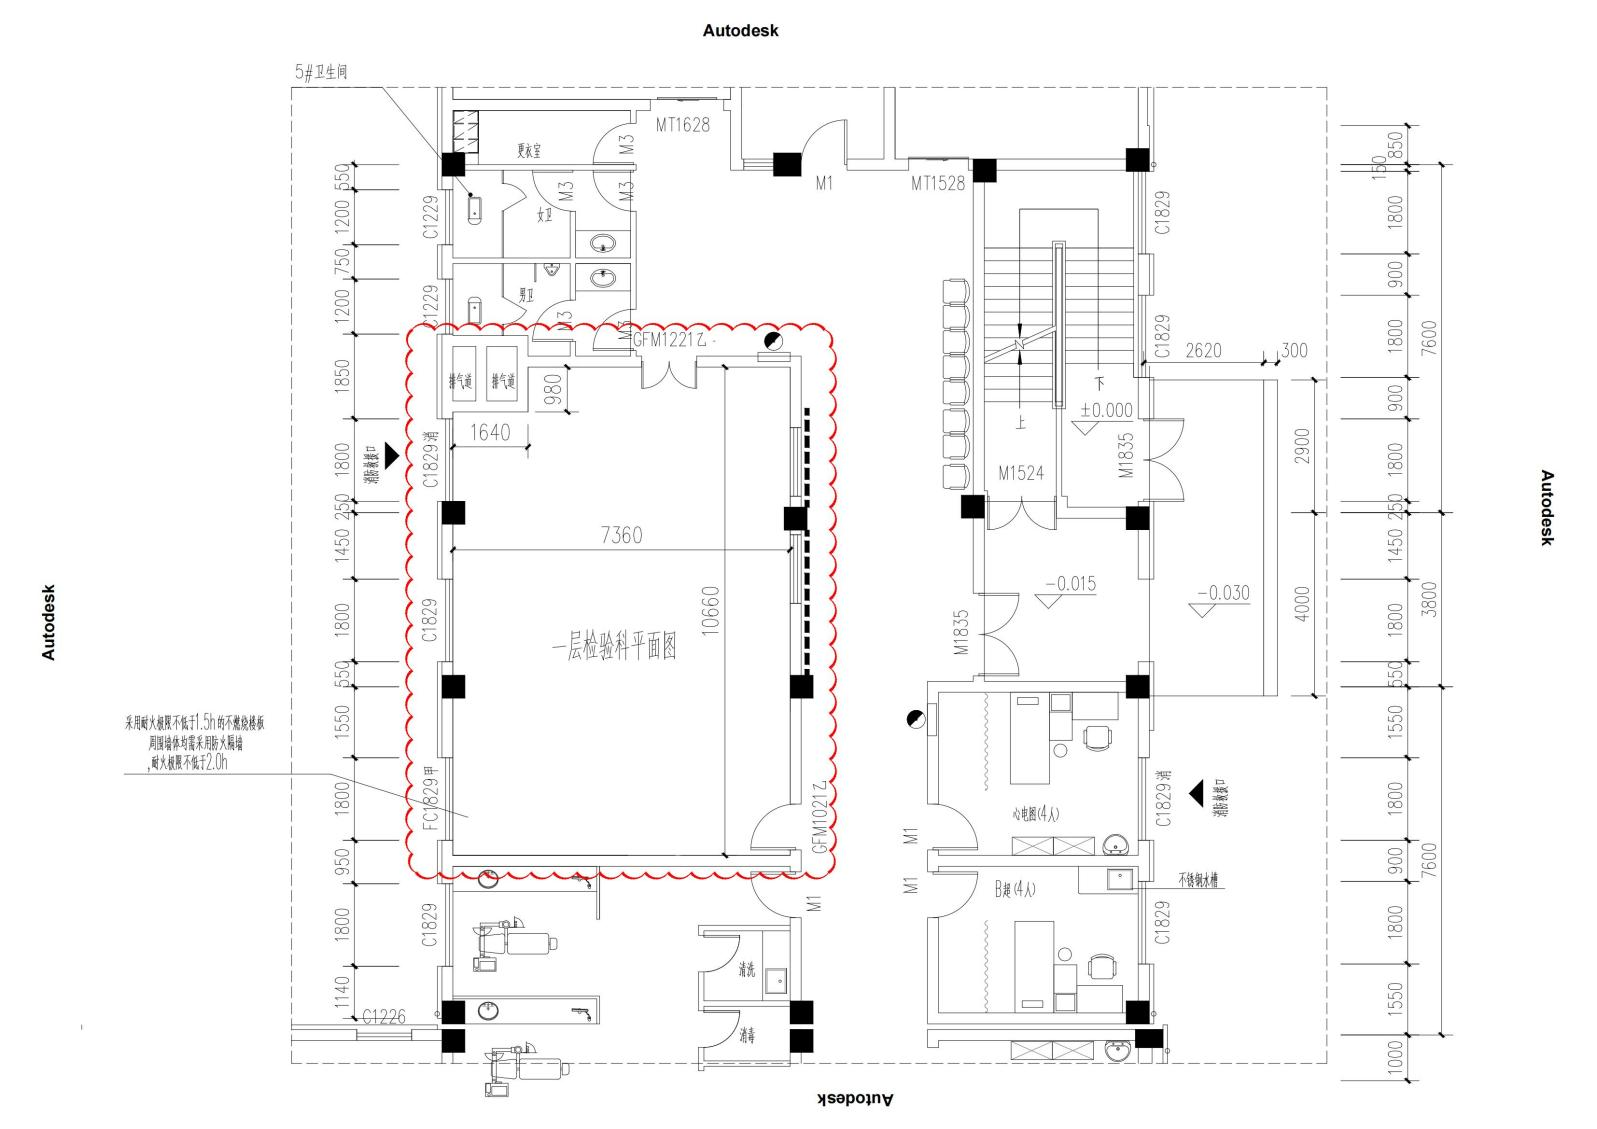 Autodesk
5#卫生间
MT1628
更衣室
M3
M1
MT1528
850
150
550
C1229
1200
M3
M3
女卫
C1829
1800
750
900
男卫
C1229
1200
M3
M3
GFM1221乙
C1829
1800
7600
2620
300
排气道
排气道
1850
980
下
±0.000
900
上
1640
消防救援口
C1829消
1800
M1524
M1835
2900
1800
Autodesk
250
250
7360
1450
1450
-0.015
-0.030
4000
3800
Autodesk
C1829
1800
10660
一层检验科平面图
M1835
1800
550
550
采用耐火极限不低于1.5h的不燃烧楼板
周围墙体均需采用防火隔墙
,耐火极限不低于2.0h
1550
1550
FC1829甲
1800
GFM1021乙
心电图(4人)
C1829消
消防救援口
1800
M1
950
900
7600
M1
M1
B超(4人)
不锈钢水槽
C1829
1800
C1829
1800
清洗
1140
1550
C1226
消毒
1000
Autodesk